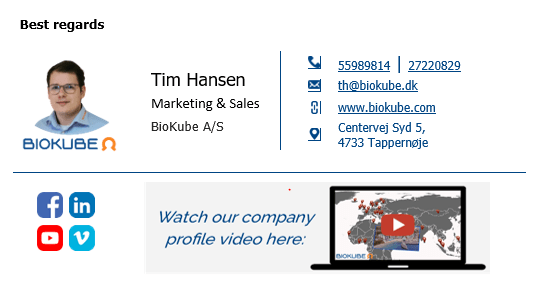 Best regards
Tim Hansen
Marketing & Sales
BioKube A/S
BIOKUBE
55989814 | 27220829
th@biokube.dk
www.biokube.com
Centervej Syd 5,
4733 Tappernøje
Watch our company
profile video here:
BIOKUBE